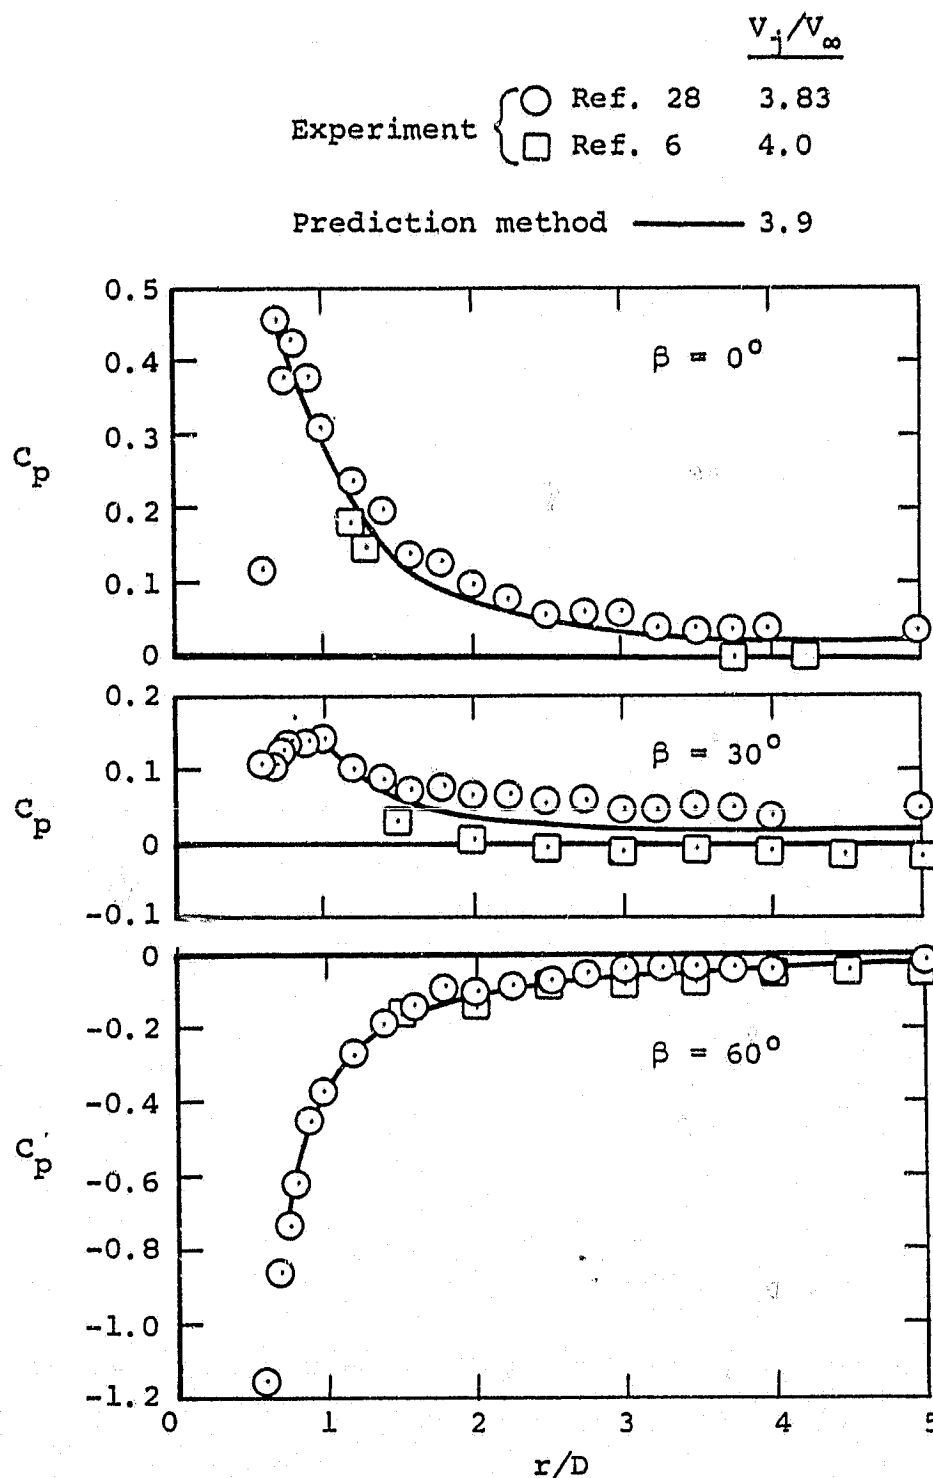 V_j/V_∞
Experiment
Ref. 28 3.83
Ref. 6 4.0
Prediction method 3.9
0.5
0.4
0.3
0.2
0.1
0
C_p
β = 0°
0.2
0.1
0
-0.1
C_p
β = 30°
0
-0.2
-0.4
-0.6
-0.8
-1.0
-1.2
C_p
β = 60°
0 1 2 3 4 5
r/D